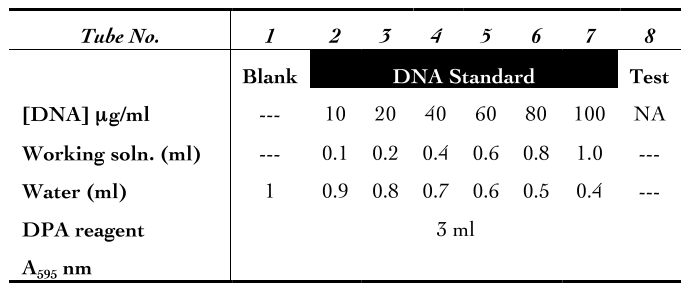 Tube No. 1 2 3 4 5 6 7 8
Blank DNA Standard Test
[DNA] µg/ml --- 10 20 40 60 80 100 NA
Working soln. (ml) --- 0.1 0.2 0.4 0.6 0.8 1.0 ---
Water (ml) 1 0.9 0.8 0.7 0.6 0.5 0.4 ---
DPA reagent 3 ml
A₅₉₅ nm